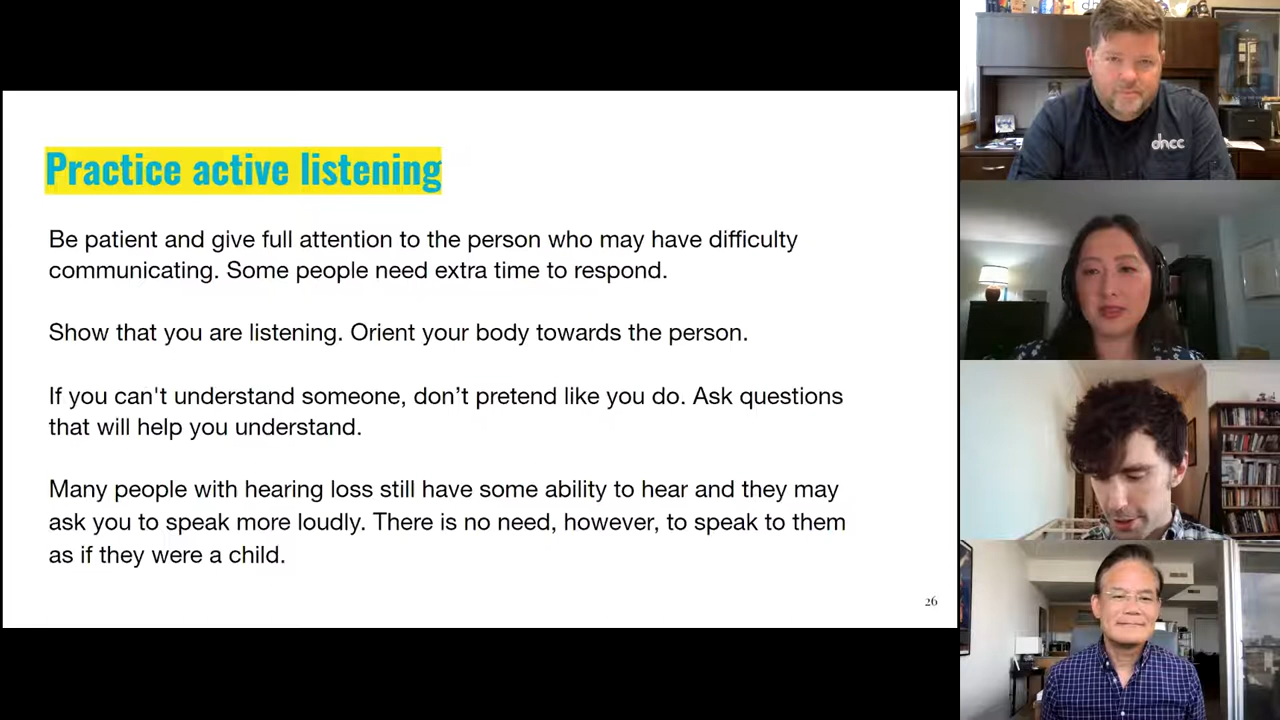 Practice active listening
Be patient and give full attention to the person who may have difficulty
communicating. Some people need extra time to respond.
Show that you are listening. Orient your body towards the person.
If you can't understand someone, don’t pretend like you do. Ask questions
that will help you understand.
Many people with hearing loss still have some ability to hear and they may
ask you to speak more loudly. There is no need, however, to speak to them
as if they were a child.
26
dhcc